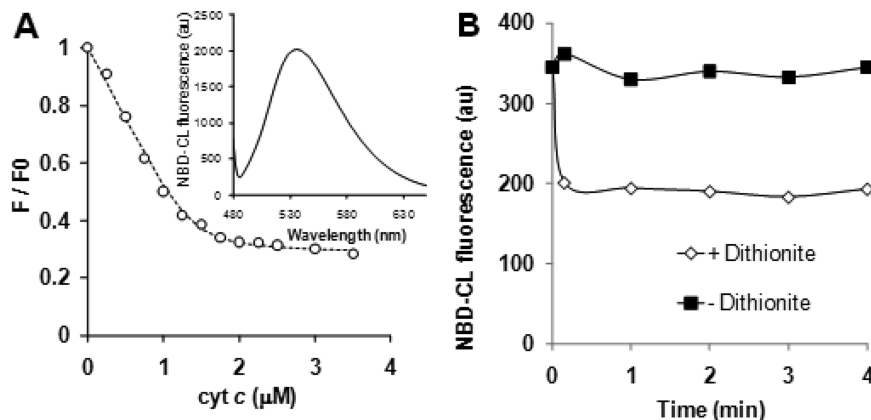 A
F / F0
1
0.8
0.6
0.4
0.2
0
0 1 2 3 4
cyt c (μM)
NBD-CL fluorescence (au)
2500
2000
1500
1000
500
0
480 530 580 630
Wavelength (nm)
B
NBD-CL fluorescence (au)
400
300
200
100
0
+ Dithionite
- Dithionite
0 1 2 3 4
Time (min)